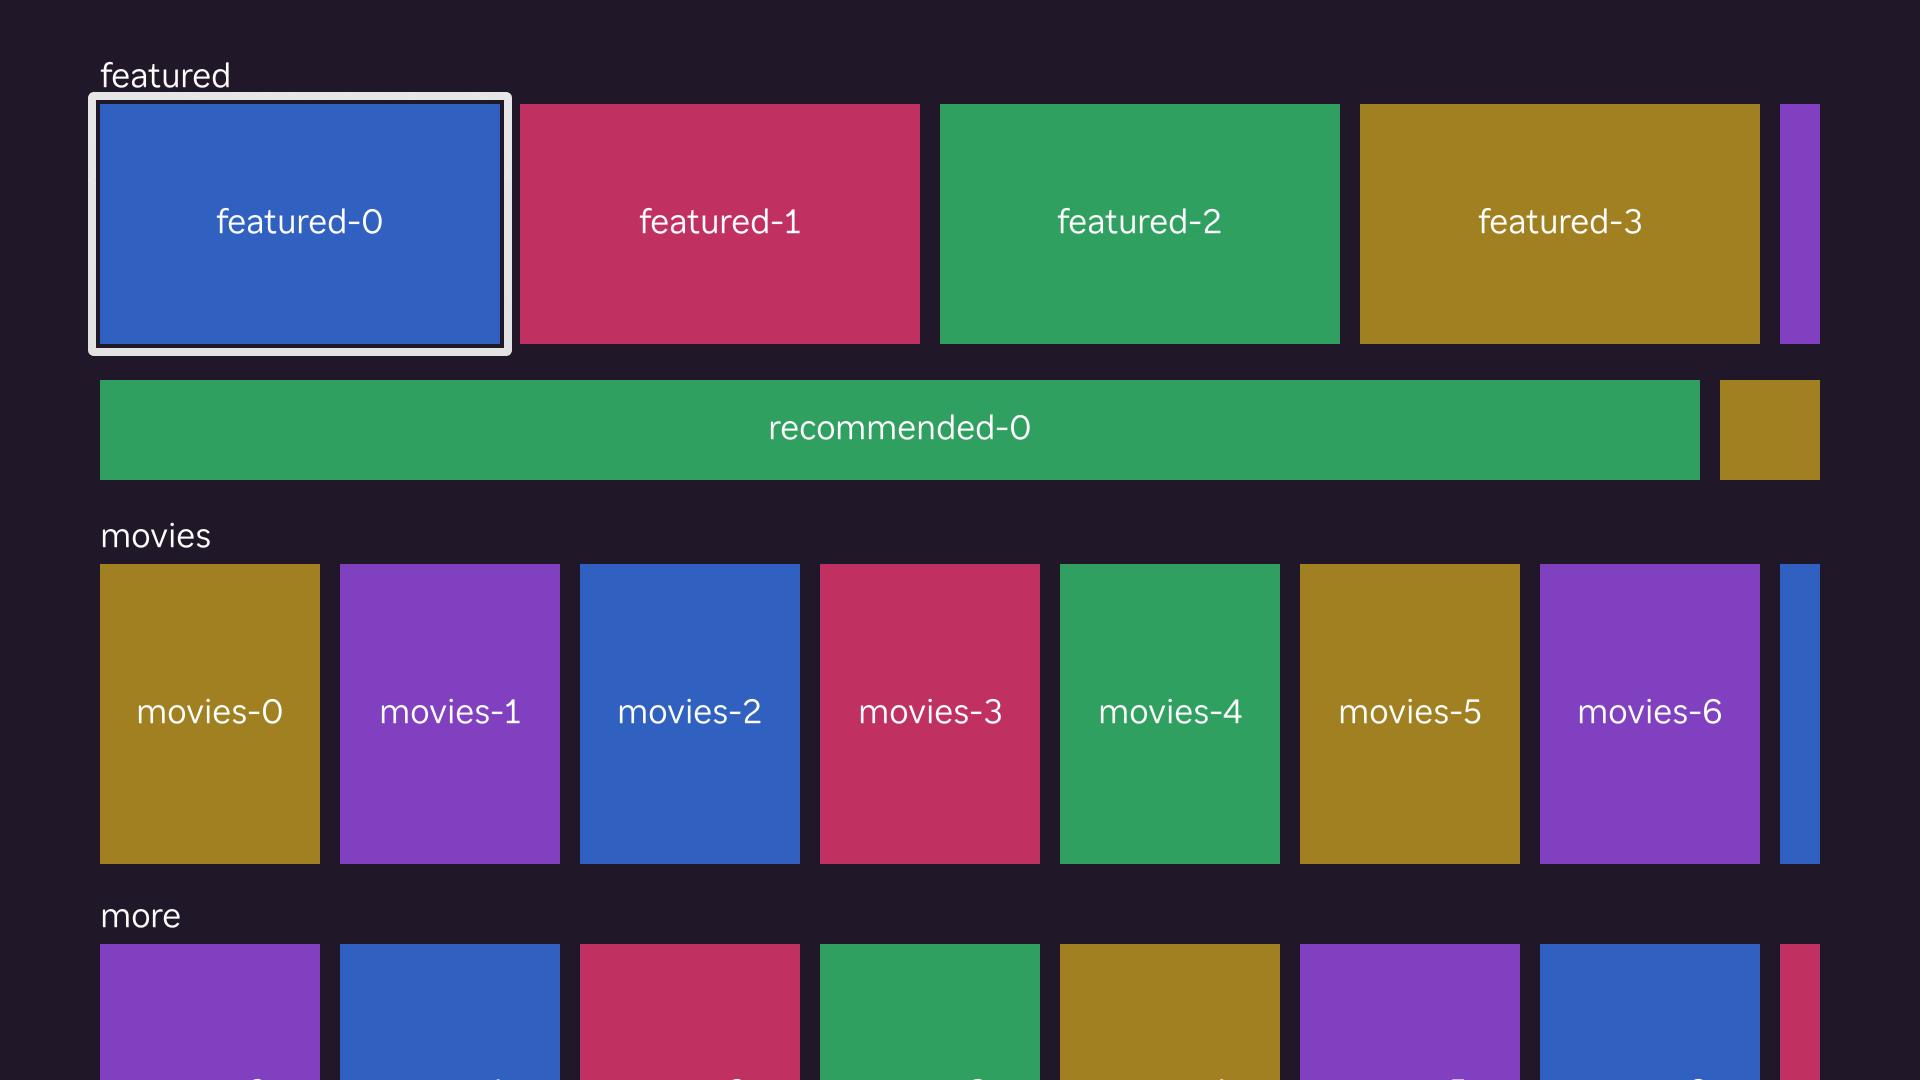 featured
featured-0 featured-1 featured-2 featured-3
recommended-0
movies
movies-0 movies-1 movies-2 movies-3 movies-4 movies-5 movies-6
more